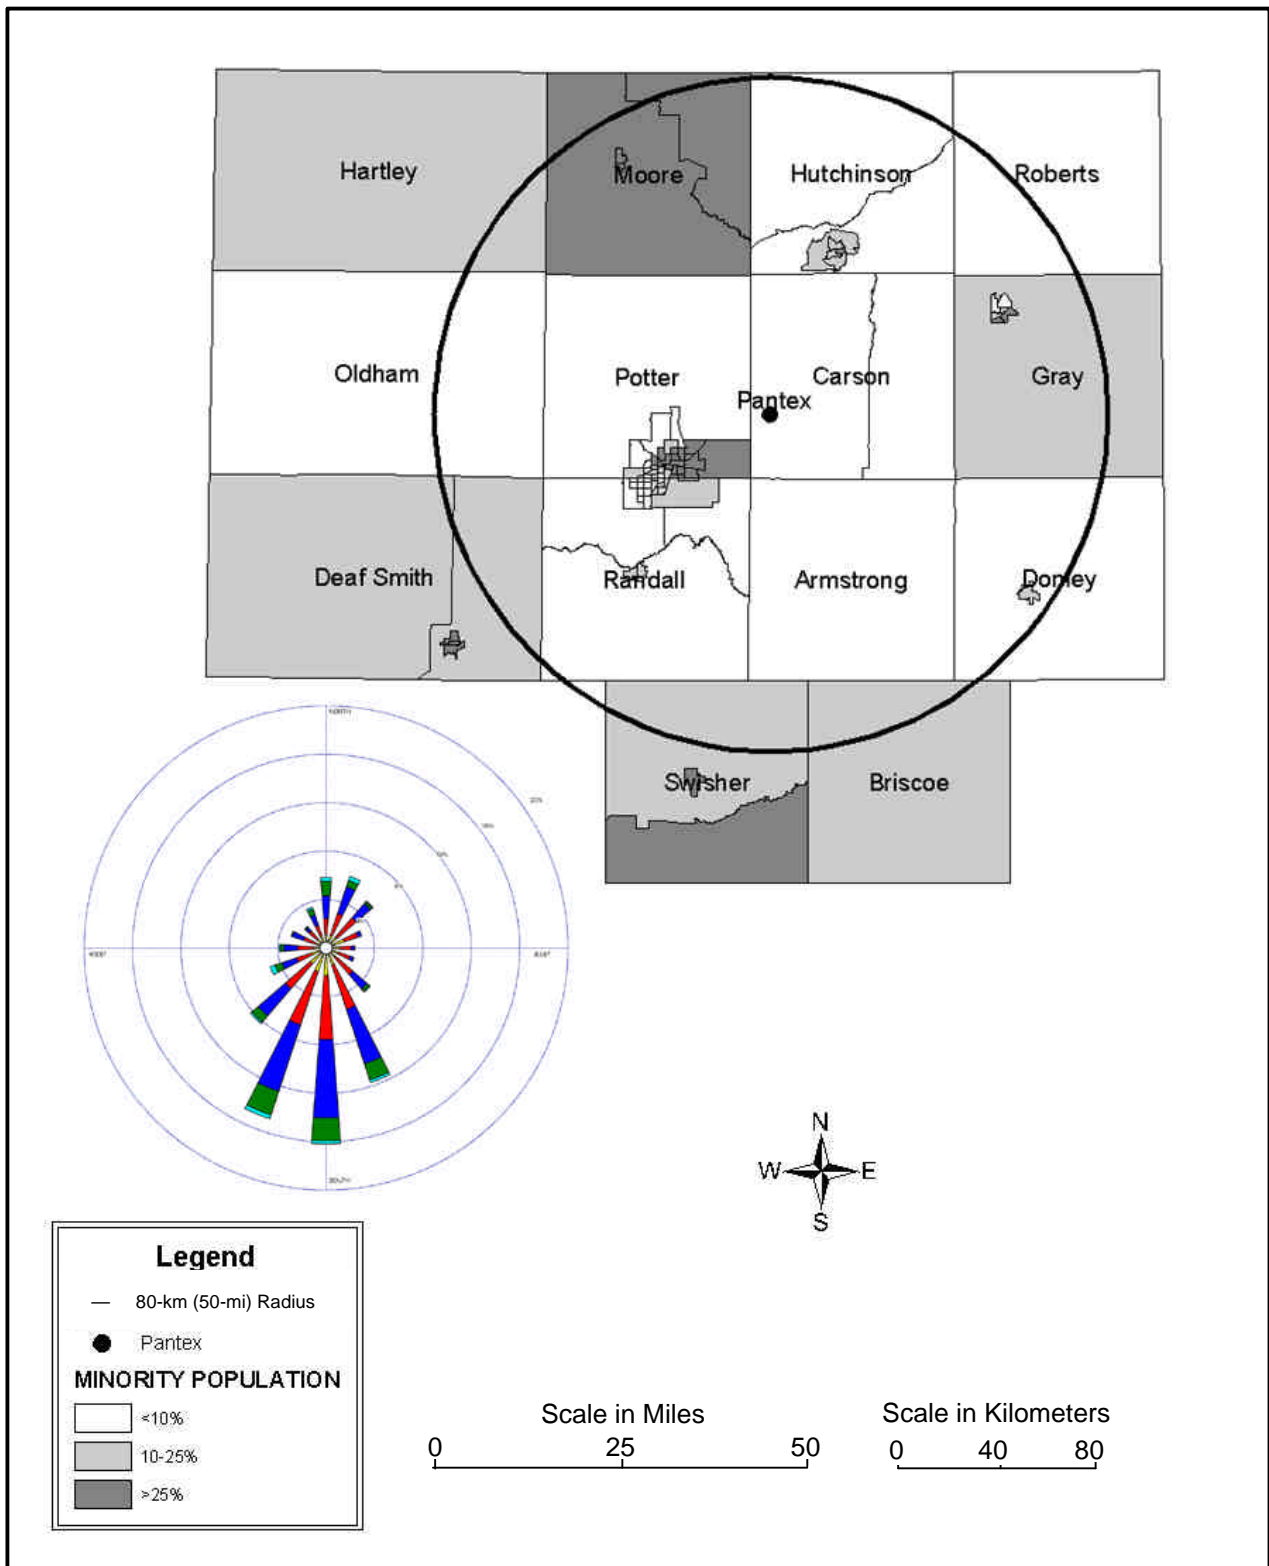 Hartley
Moore
Hutchinson
Roberts
Oldham
Potter
Carson
Gray
Pantex
Deaf Smith
Randall
Armstrong
Donley
Swisher
Briscoe
NORTH
SOUTH
N
W E
S
Legend
80-km (50-mi) Radius
Pantex
MINORITY POPULATION
<10%
10-25%
>25%
Scale in Miles
0 25 50
Scale in Kilometers
0 40 80